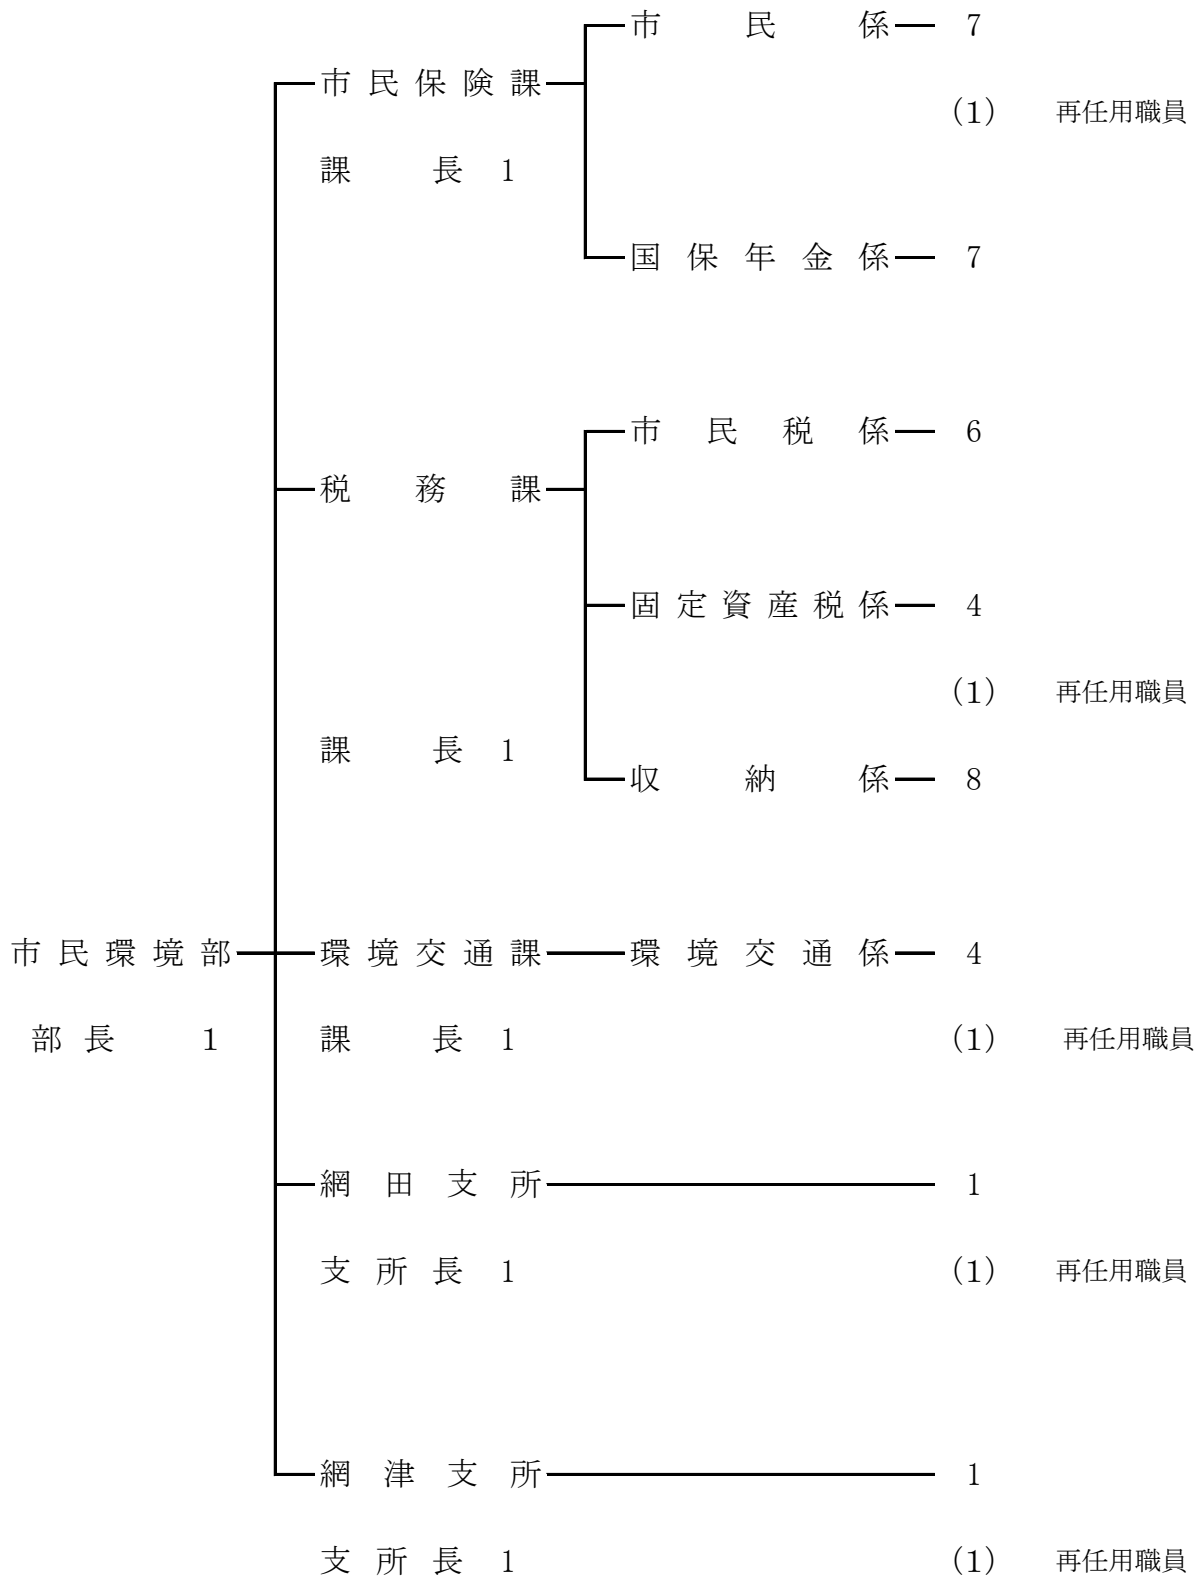 市民係 7
市民保険課
(1) 再任用職員
課長 1
国保年金係 7
市民税係 6
税務課
固定資産税係 4
(1) 再任用職員
課長 1
収納係 8
市民環境部 環境交通課 環境交通係 4
部長 1 課長 1 (1) 再任用職員
網田支所 1
支所長 1 (1) 再任用職員
網津支所 1
支所長 1 (1) 再任用職員